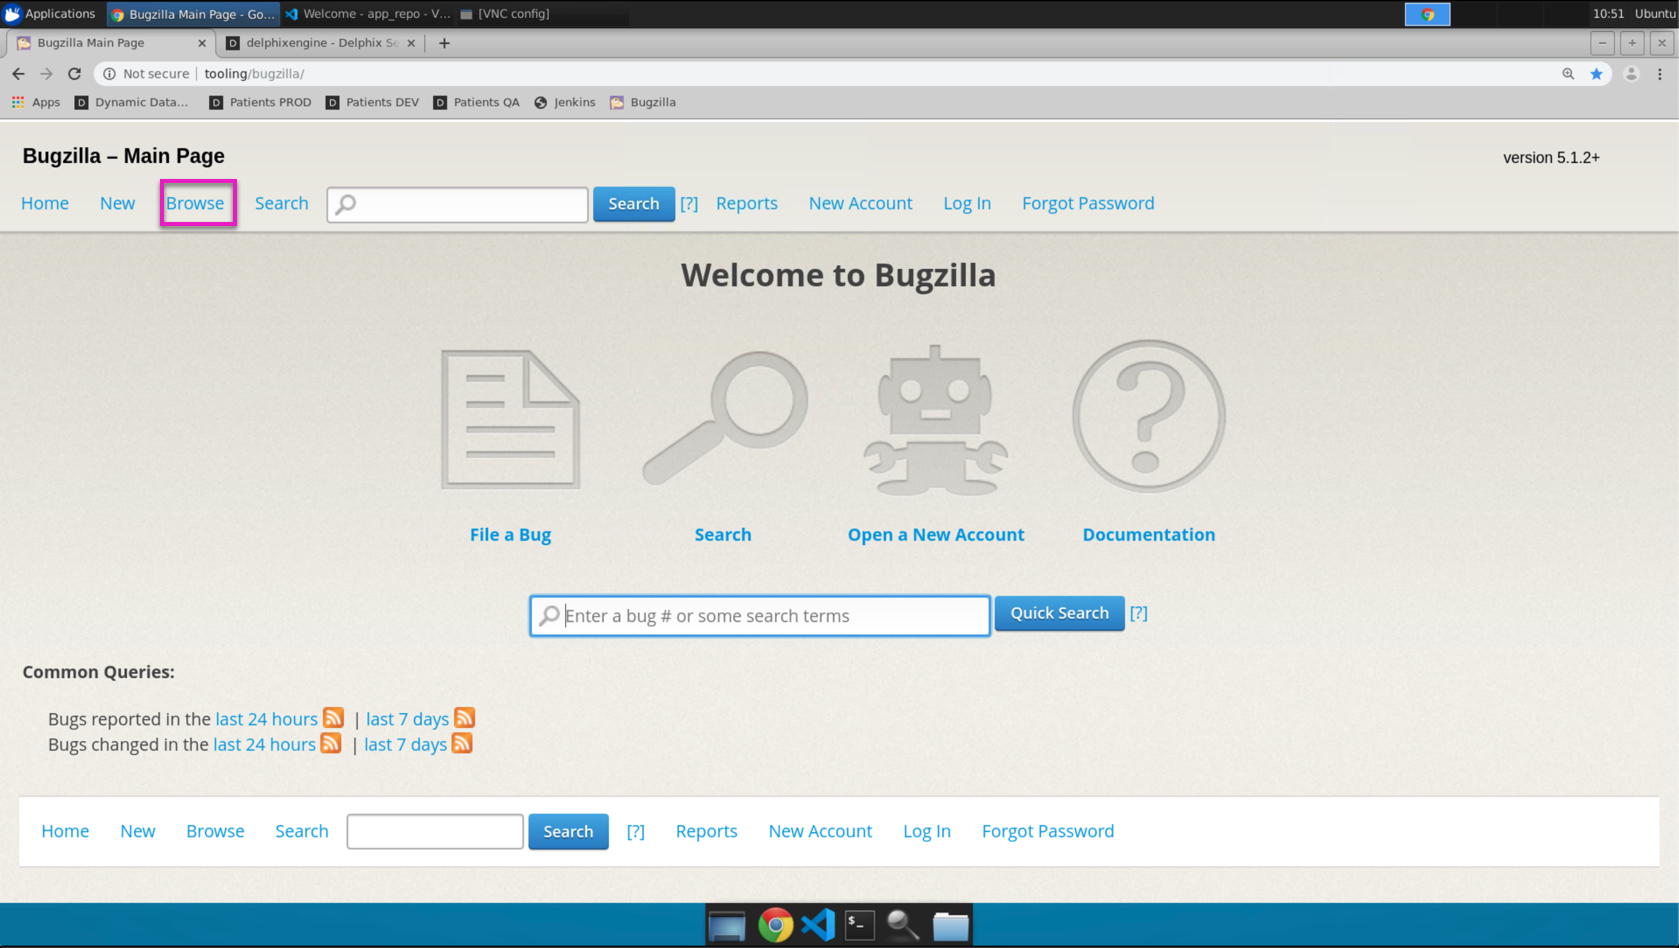 Applications Bugzilla Main Page - Go... Welcome - app_repo - V... [VNC config] 10:51 Ubuntu
Bugzilla Main Page delphixengine - Delphix Se
Not secure tooling/bugzilla/
Apps Dynamic Data... Patients PROD Patients DEV Patients QA Jenkins Bugzilla
Bugzilla – Main Page version 5.1.2+
Home New Browse Search Search [?] Reports New Account Log In Forgot Password
Welcome to Bugzilla
File a Bug Search Open a New Account Documentation
Enter a bug # or some search terms Quick Search [?]
Common Queries:
Bugs reported in the last 24 hours | last 7 days
Bugs changed in the last 24 hours | last 7 days
Home New Browse Search Search [?] Reports New Account Log In Forgot Password